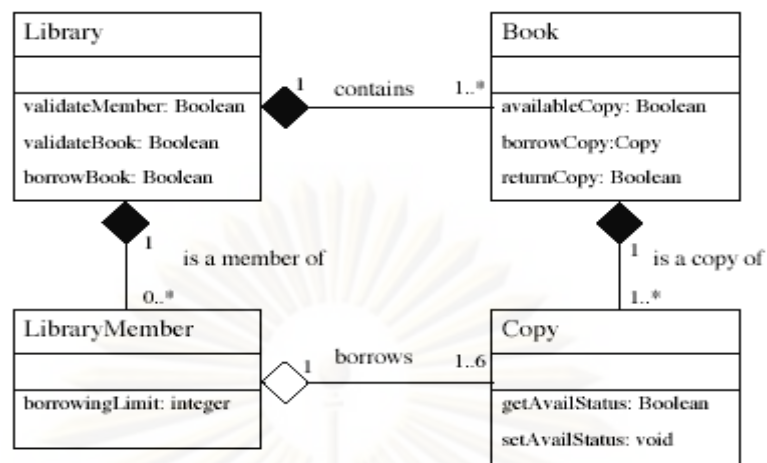 Library
validateMember: Boolean
validateBook: Boolean
borrowBook: Boolean
1 contains 1..*
Book
availableCopy: Boolean
borrowCopy:Copy
returnCopy: Boolean
1
is a member of
0..*
1 is a copy of
1..*
LibraryMember
borrowingLimit: integer
1 borrows 1..6
Copy
getAvailStatus: Boolean
setAvailStatus: void